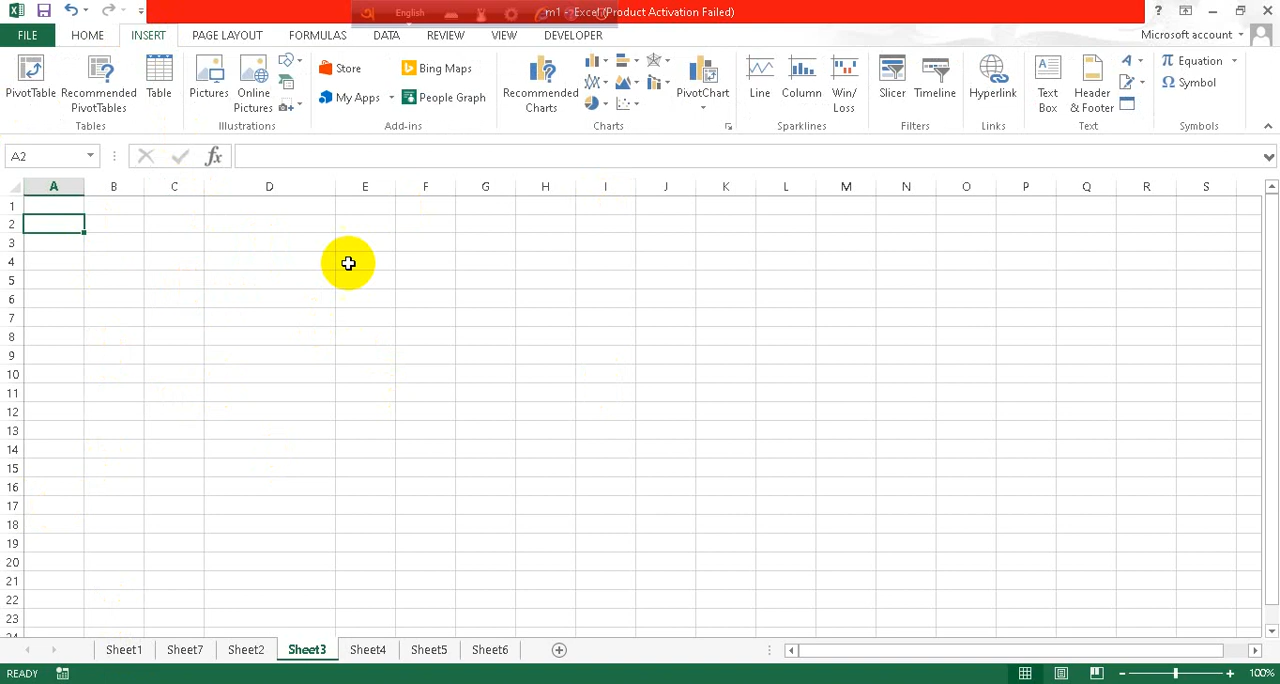 English
m1 - Excel (Product Activation Failed)
?
FILE HOME INSERT PAGE LAYOUT FORMULAS DATA REVIEW VIEW DEVELOPER
Microsoft account
PivotTable
Recommended
PivotTables
Table
Tables
Pictures
Online
Pictures
Illustrations
Store
My Apps
Bing Maps
People Graph
Add-ins
Recommended
Charts
PivotChart
Charts
Line
Column
Win/
Loss
Sparklines
Slicer
Timeline
Filters
Hyperlink
Links
Text
Box
Header
& Footer
Text
π Equation
Ω Symbol
Symbols
A2
fx
A B C D E F G H I J K L M N O P Q R S
1
2
3
4
5
6
7
8
9
10
11
12
13
14
15
16
17
18
19
20
21
22
23
24
Sheet1 Sheet7 Sheet2 Sheet3 Sheet4 Sheet5 Sheet6
READY
100%